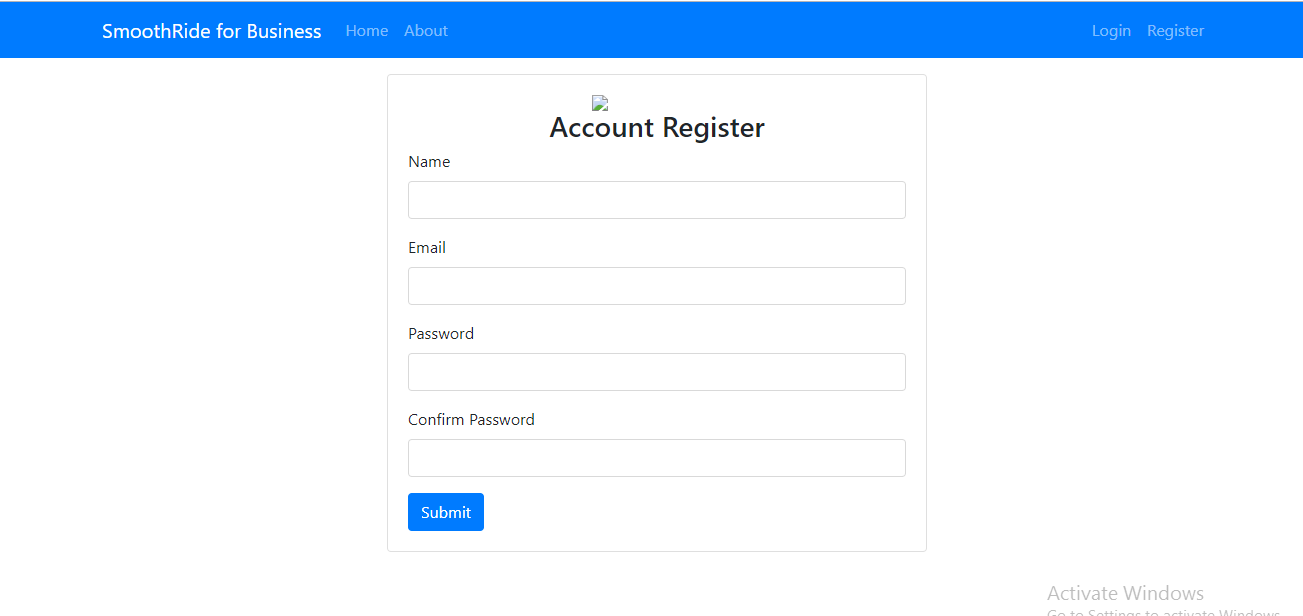 SmoothRide for Business Home About Login Register
Account Register
Name
Email
Password
Confirm Password
Submit
Activate Windows
Go to Settings to activate Windows.